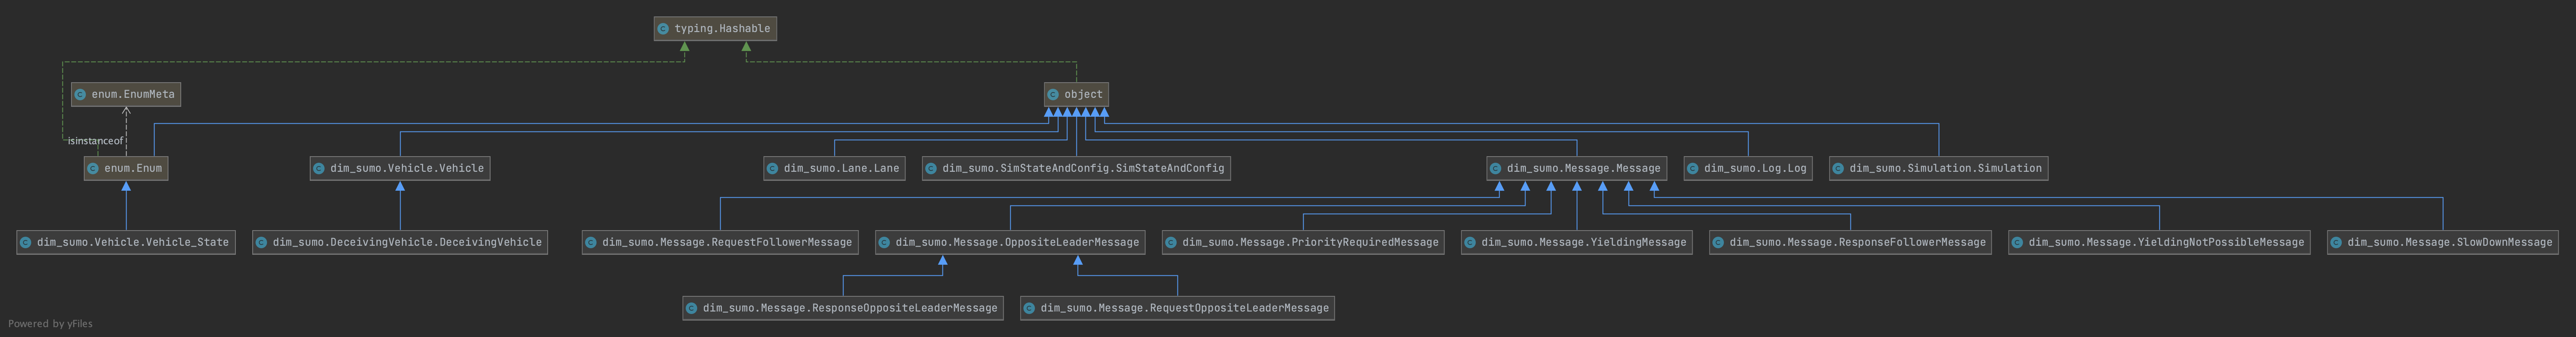 typing.Hashable
enum.EnumMeta
object
isinstanceof
enum.Enum
dim_sumo.Vehicle.Vehicle
dim_sumo.Lane.Lane
dim_sumo.SimStateAndConfig.SimStateAndConfig
dim_sumo.Message.Message
dim_sumo.Log.Log
dim_sumo.Simulation.Simulation
dim_sumo.Vehicle.Vehicle_State
dim_sumo.DeceivingVehicle.DeceivingVehicle
dim_sumo.Message.RequestFollowerMessage
dim_sumo.Message.OppositeLeaderMessage
dim_sumo.Message.PriorityRequiredMessage
dim_sumo.Message.YieldingMessage
dim_sumo.Message.ResponseFollowerMessage
dim_sumo.Message.YieldingNotPossibleMessage
dim_sumo.Message.SlowDownMessage
dim_sumo.Message.ResponseOppositeLeaderMessage
dim_sumo.Message.RequestOppositeLeaderMessage
Powered by yFiles